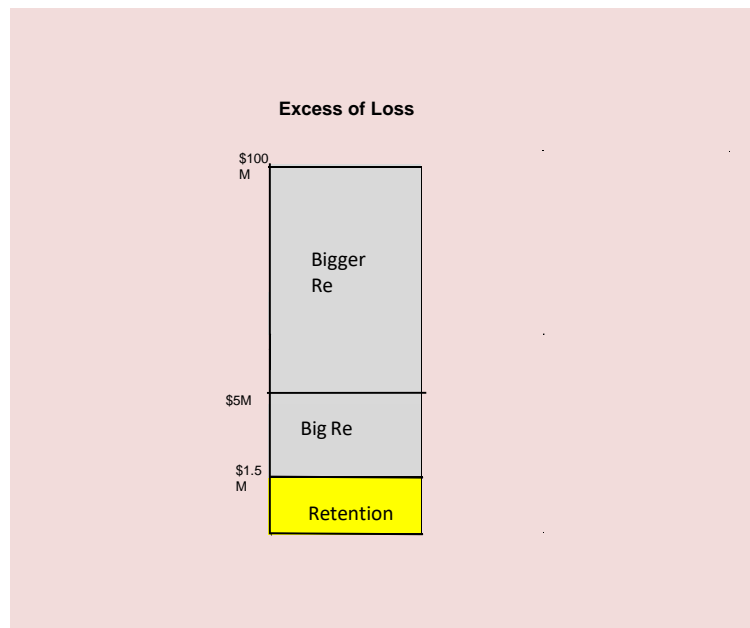 Excess of Loss
$100
M
Bigger
Re
$5M
Big Re
$1.5
M
Retention